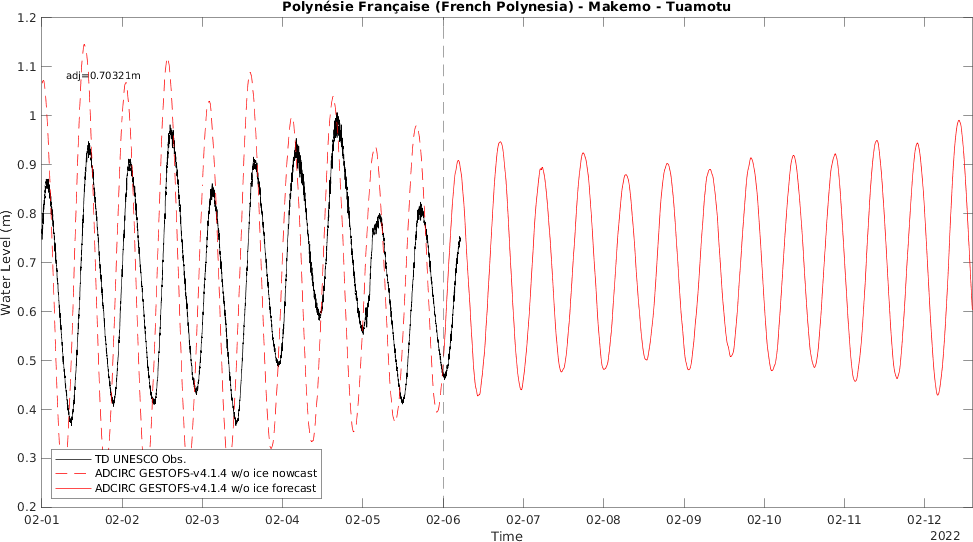 Polynésie Française (French Polynesia) - Makemo - Tuamotu
1.2
1.1
adj=0.70321m
1
0.9
0.8
0.7
0.6
0.5
0.4
0.3
0.2
Water Level (m)
TD UNESCO Obs.
ADCIRC GESTOFS-v4.1.4 w/o ice nowcast
ADCIRC GESTOFS-v4.1.4 w/o ice forecast
02-01 02-02 02-03 02-04 02-05 02-06 02-07 02-08 02-09 02-10 02-11 02-12
Time
2022